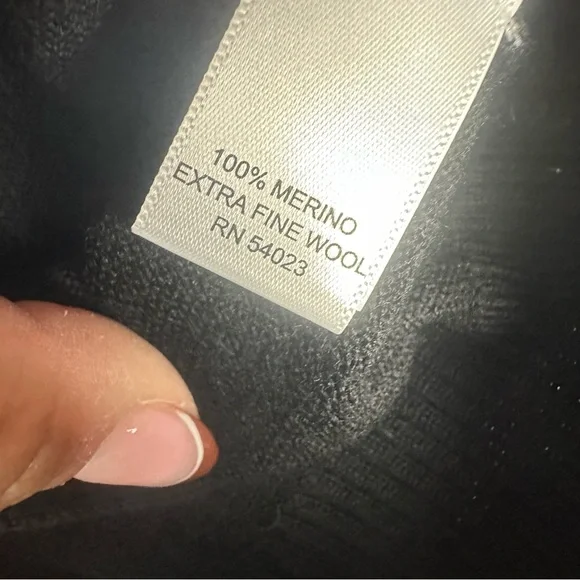 100% MERINO
EXTRA FINE WOOL
RN 54023